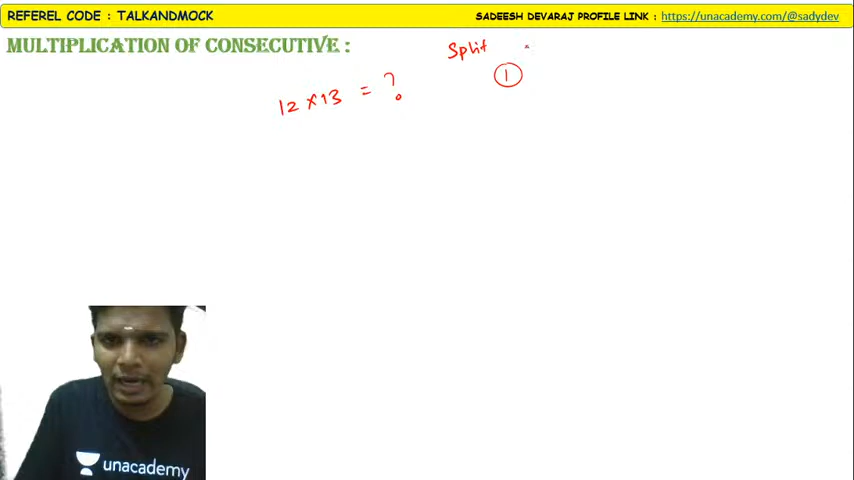 REFEREL CODE : TALKANDMOCK
SADEESH DEVARAJ PROFILE LINK : https://unacademy.com/@sadydev
MULTIPLICATION OF CONSECUTIVE :
Split
1
12 × 13 = ?
unacademy